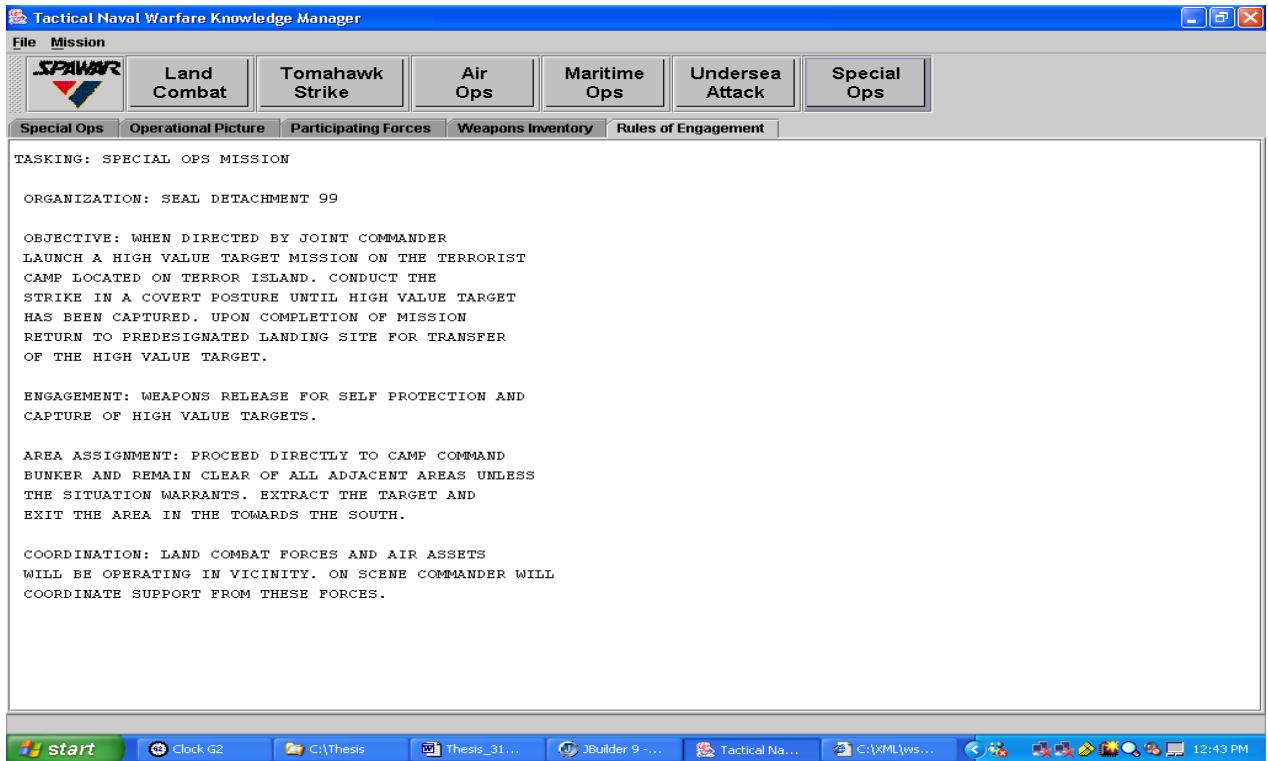 Tactical Naval Warfare Knowledge Manager
File Mission
SPAWAR
Land Combat
Tomahawk Strike
Air Ops
Maritime Ops
Undersea Attack
Special Ops
Special Ops Operational Picture Participating Forces Weapons Inventory Rules of Engagement
TASKING: SPECIAL OPS MISSION
ORGANIZATION: SEAL DETACHMENT 99
OBJECTIVE: WHEN DIRECTED BY JOINT COMMANDER
LAUNCH A HIGH VALUE TARGET MISSION ON THE TERRORIST
CAMP LOCATED ON TERROR ISLAND. CONDUCT THE
STRIKE IN A COVERT POSTURE UNTIL HIGH VALUE TARGET
HAS BEEN CAPTURED. UPON COMPLETION OF MISSION
RETURN TO PREDESIGNATED LANDING SITE FOR TRANSFER
OF THE HIGH VALUE TARGET.
ENGAGEMENT: WEAPONS RELEASE FOR SELF PROTECTION AND
CAPTURE OF HIGH VALUE TARGETS.
AREA ASSIGNMENT: PROCEED DIRECTLY TO CAMP COMMAND
BUNKER AND REMAIN CLEAR OF ALL ADJACENT AREAS UNLESS
THE SITUATION WARRANTS. EXTRACT THE TARGET AND
EXIT THE AREA IN THE TOWARDS THE SOUTH.
COORDINATION: LAND COMBAT FORCES AND AIR ASSETS
WILL BE OPERATING IN VICINITY. ON SCENE COMMANDER WILL
COORDINATE SUPPORT FROM THESE FORCES.
start Clock G2 C:\Thesis Thesis_31... JBuilder 9 -... Tactical Na... C:\XML\ws... 12:43 PM